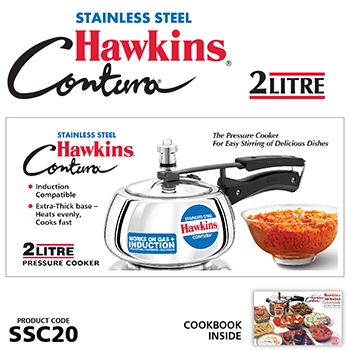 STAINLESS STEEL
Hawkins
Contura®
2 LITRE
STAINLESS STEEL
Hawkins
Contura
The Pressure Cooker
For Easy Stirring of Delicious Dishes
• Induction
Compatible
• Extra-Thick base –
Heats evenly,
Cooks fast
STAINLESS STEEL
Hawkins
CONTURA
WORKS ON GAS +
INDUCTION
2 LITRE
PRESSURE COOKER
PRODUCT CODE
SSC20
COOKBOOK
INSIDE
Hawkins